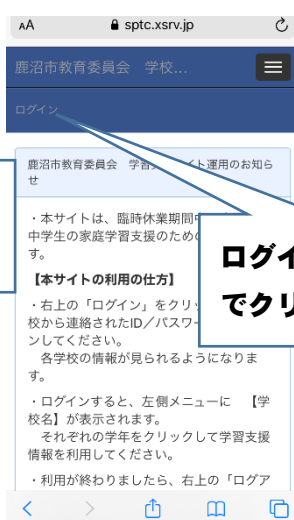 AA sptc.xsrv.jp
鹿沼市教育委員会 学校...
ログイン
鹿沼市教育委員会 学習 イト運用のお知ら
せ
・本サイトは、臨時休業期間
中学生の家庭学習支援のための
す。
【本サイトの利用の仕方】
・右上の「ログイン」をクリッ
校から連絡されたID／パスワー
ンしてください。
各学校の情報が見られるようになりま
す。
・ログインすると、左側メニューに 【学
校名】が表示されます。
それぞれの学年をクリックして学習支援
情報を利用してください。
・利用が終わりましたら、右上の「ログア
ログイ
でクリ